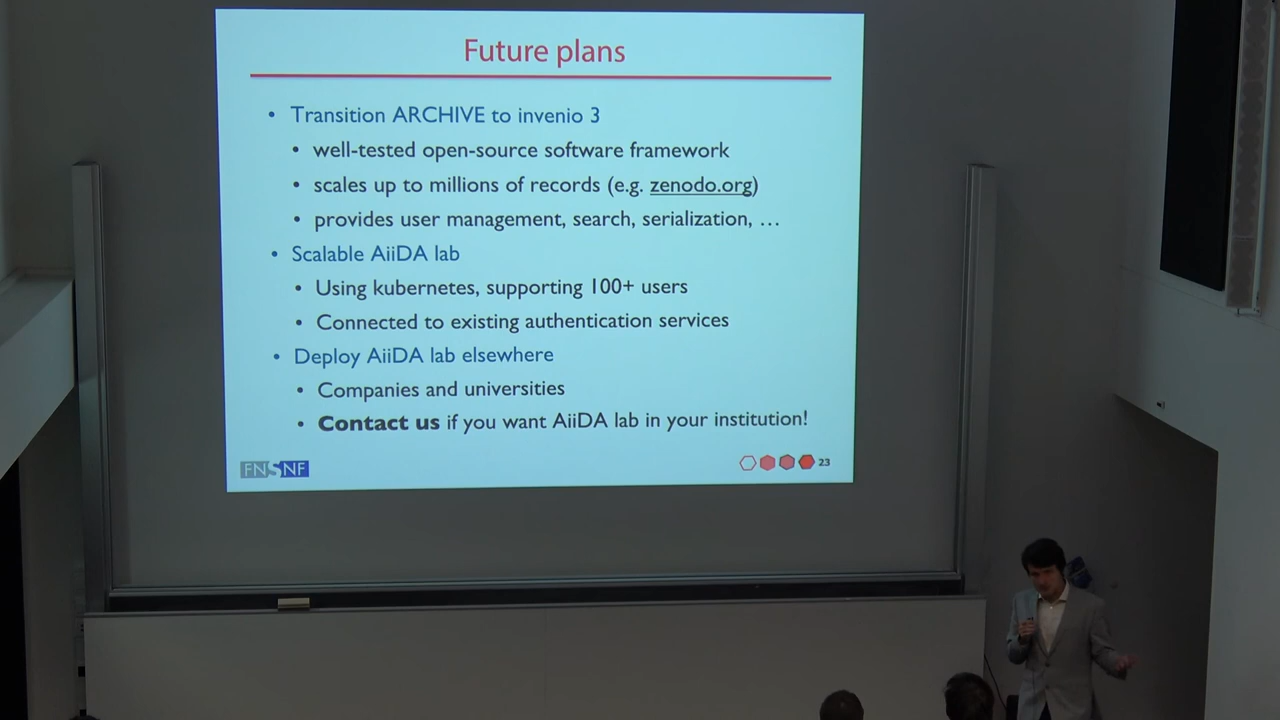 Future plans
• Transition ARCHIVE to invenio 3
• well-tested open-source software framework
• scales up to millions of records (e.g. zenodo.org)
• provides user management, search, serialization, …
• Scalable AiiDA lab
• Using kubernetes, supporting 100+ users
• Connected to existing authentication services
• Deploy AiiDA lab elsewhere
• Companies and universities
• Contact us if you want AiiDA lab in your institution!
FNSNF
23